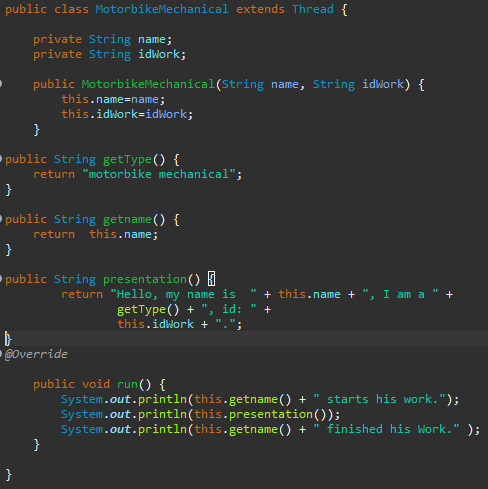 public class MotorbikeMechanical extends Thread {
private String name;
private String idWork;
public MotorbikeMechanical(String name, String idWork) {
this.name=name;
this.idWork=idWork;
}
public String getType() {
return "motorbike mechanical";
}
public String getname() {
return  this.name;
}
public String presentation() {
return "Hello, my name is  " + this.name + ", I am a " +
getType() + ", id: " +
this.idWork + ".";
}
@Override
public void run() {
System.out.println(this.getname() + " starts his work.");
System.out.println(this.presentation());
System.out.println(this.getname() + " finished his Work." );
}
}